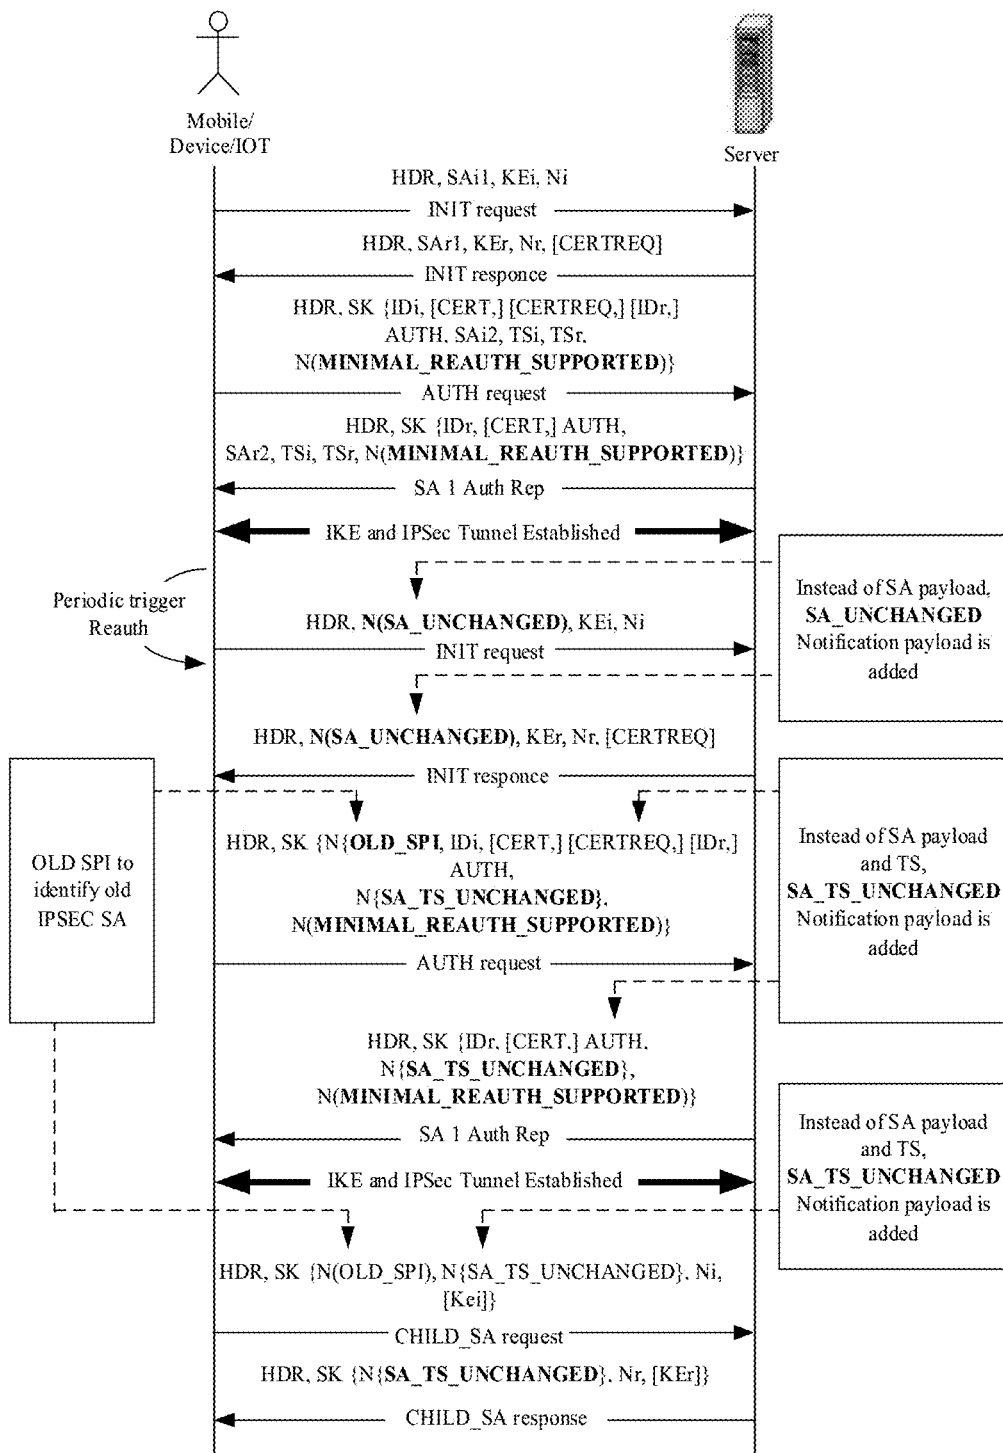 Mobile/
Device/IOT
Server
HDR, SAi1, KEi, Ni
INIT request
HDR, SAr1, KEr, Nr, [CERTREQ]
INIT responce
HDR, SK {IDi, [CERT,] [CERTREQ,] [IDr,]
AUTH, SAi2, TSi, TSr,
N(MINIMAL_REAUTH_SUPPORTED)}
AUTH request
HDR, SK {IDr, [CERT,] AUTH,
SAr2, TSi, TSr, N(MINIMAL_REAUTH_SUPPORTED)}
SA 1 Auth Rep
IKE and IPSec Tunnel Established
Periodic trigger
Reauth
Instead of SA payload,
SA_UNCHANGED
Notification payload is
added
HDR, N(SA_UNCHANGED), KEi, Ni
INIT request
HDR, N(SA_UNCHANGED), KEr, Nr, [CERTREQ]
INIT responce
OLD SPI to
identify old
IPSEC SA
HDR, SK {N{OLD_SPI, IDi, [CERT,] [CERTREQ,] [IDr,]
AUTH,
N{SA_TS_UNCHANGED},
N(MINIMAL_REAUTH_SUPPORTED)}
AUTH request
Instead of SA payload
and TS,
SA_TS_UNCHANGED
Notification payload is
added
HDR, SK {IDr, [CERT,] AUTH,
N{SA_TS_UNCHANGED},
N(MINIMAL_REAUTH_SUPPORTED)}
SA 1 Auth Rep
IKE and IPSec Tunnel Established
Instead of SA payload
and TS,
SA_TS_UNCHANGED
Notification payload is
added
HDR, SK {N(OLD_SPI), N{SA_TS_UNCHANGED}, Ni,
[Kei]}
CHILD_SA request
HDR, SK {N{SA_TS_UNCHANGED}, Nr, [KEr]}
CHILD_SA response